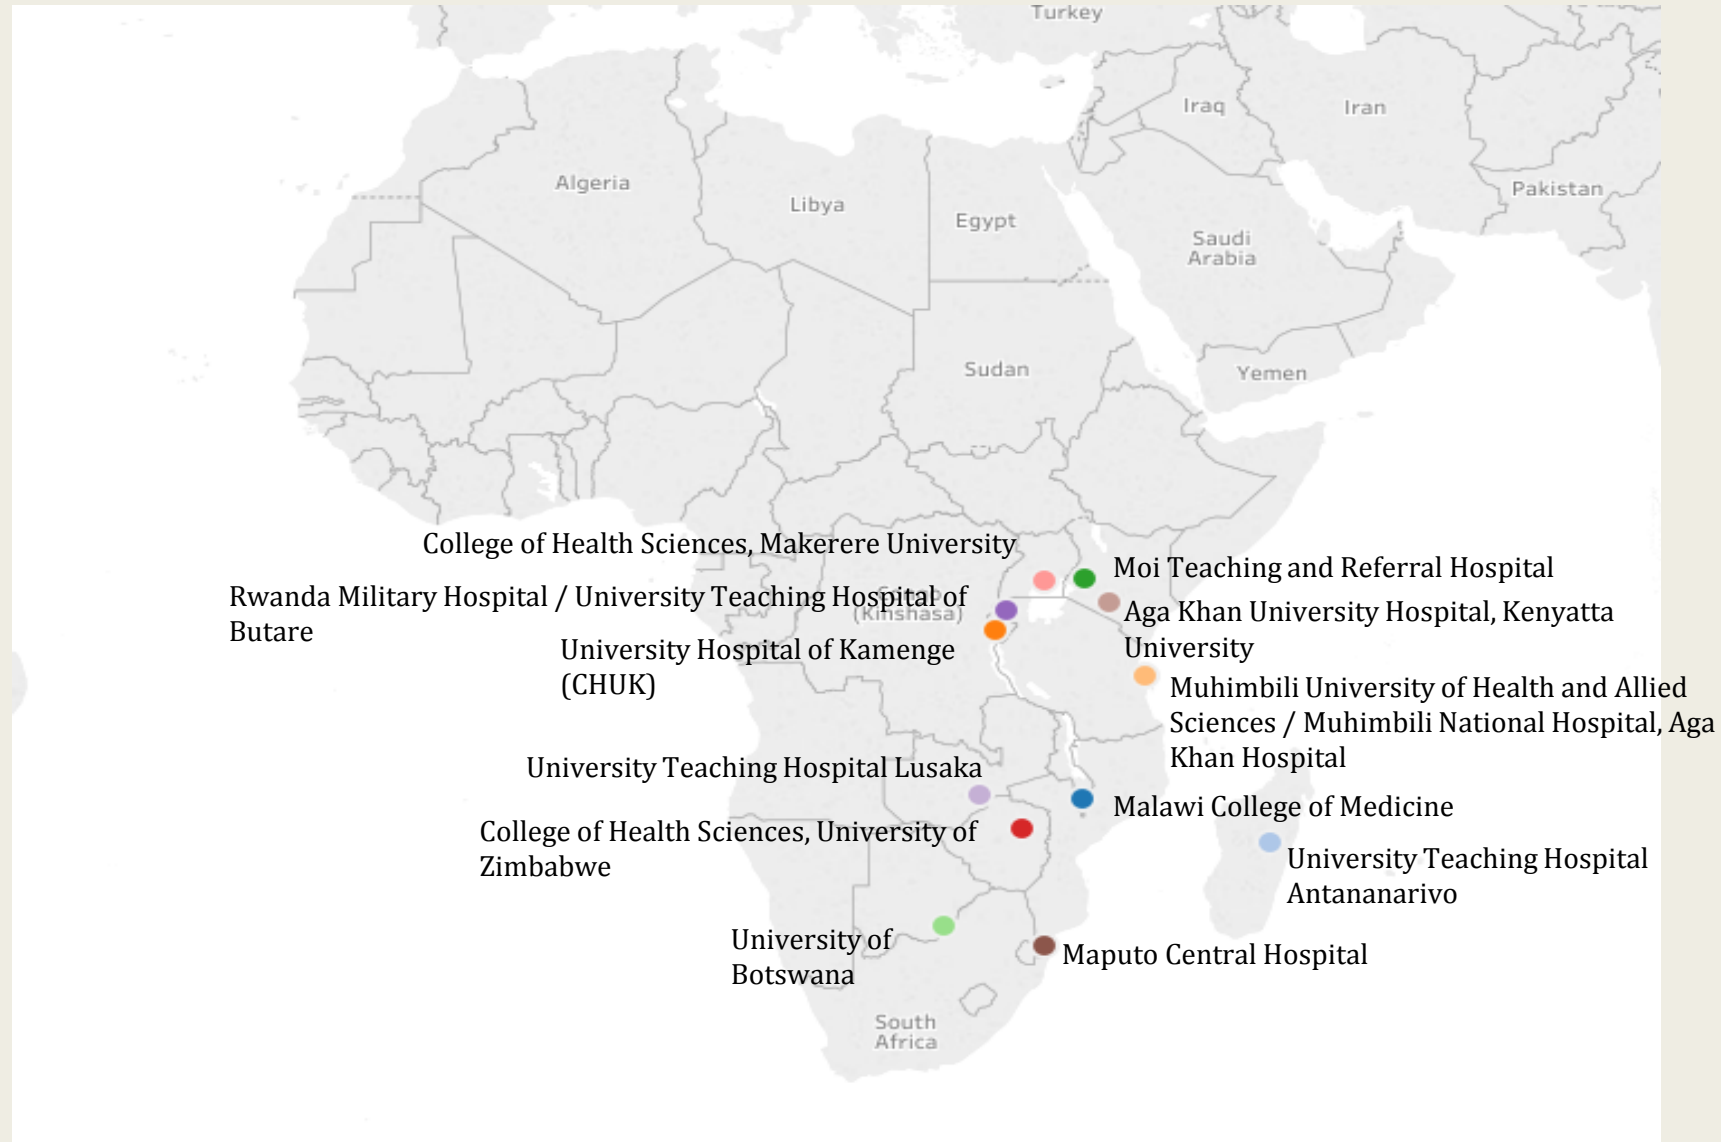 Turkey
Iraq
Iran
Algeria
Libya
Egypt
Pakistan
Saudi
Arabia
Sudan
Yemen
College of Health Sciences, Makerere University
Moi Teaching and Referral Hospital
Rwanda Military Hospital / University Teaching Hospital of
Butare
(Kinshasa)
Aga Khan University Hospital, Kenyatta
University
University Hospital of Kamenge
(CHUK)
Muhimbili University of Health and Allied
Sciences / Muhimbili National Hospital, Aga
Khan Hospital
University Teaching Hospital Lusaka
Malawi College of Medicine
College of Health Sciences, University of
Zimbabwe
University Teaching Hospital
Antananarivo
University of
Botswana
Maputo Central Hospital
South
Africa